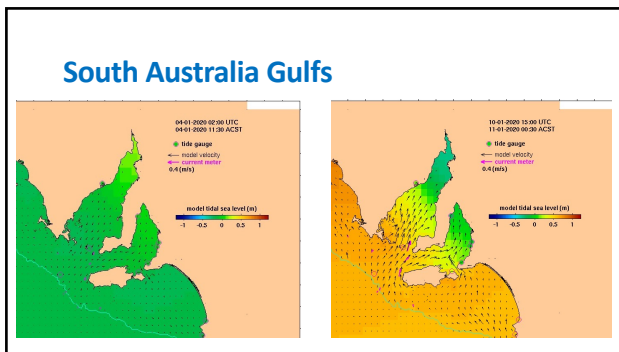 South Australia Gulfs
04-01-2020 02:00 UTC
04-01-2020 11:30 ACST
tide gauge
model velocity
current meter
0.4 (m/s)
model tidal sea level (m)
-1 -0.5 0 0.5 1
10-01-2020 15:00 UTC
11-01-2020 00:30 ACST
tide gauge
model velocity
current meter
0.4 (m/s)
model tidal sea level (m)
-1 -0.5 0 0.5 1